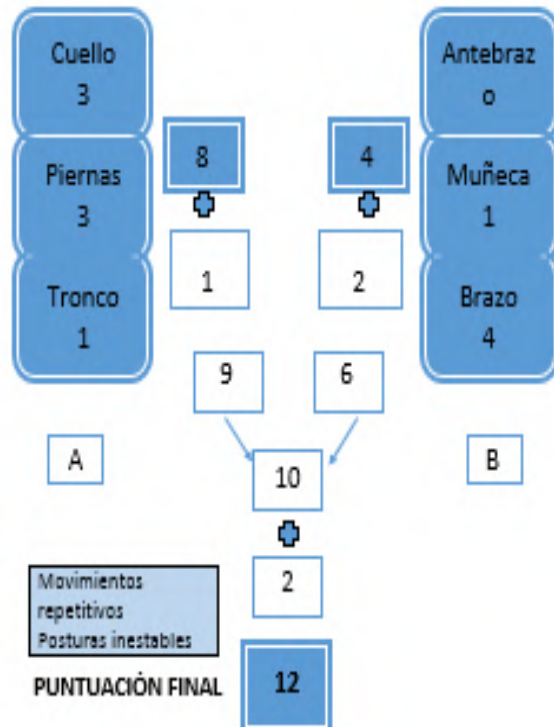 Cuello
3
Piernas
3
Tronco
1
8
1
9
A
Antebraz
o
Muñeca
1
Brazo
4
4
2
6
B
10
2
Movimientos
repetitivos
Posturas inestables
PUNTUACIÓN FINAL
12